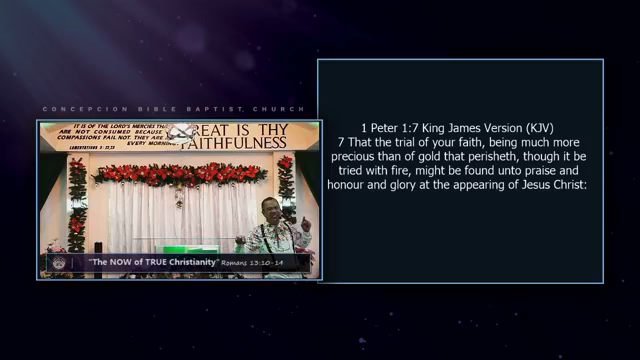 CONCEPCION BIBLE BAPTIST CHURCH
IT IS OF THE LORD'S MERCIES
ARE NOT CONSUMED BECAUSE
COMPASSIONS FAIL NOT. THEY ARE
EVERY MORNING
LAMENTATIONS 3:22,23
GREAT IS THY
FAITHFULNESS
"The NOW of TRUE Christianity" Romans 13:10-14
1 Peter 1:7 King James Version (KJV)
7 That the trial of your faith, being much more
precious than of gold that perisheth, though it be
tried with fire, might be found unto praise and
honour and glory at the appearing of Jesus Christ: